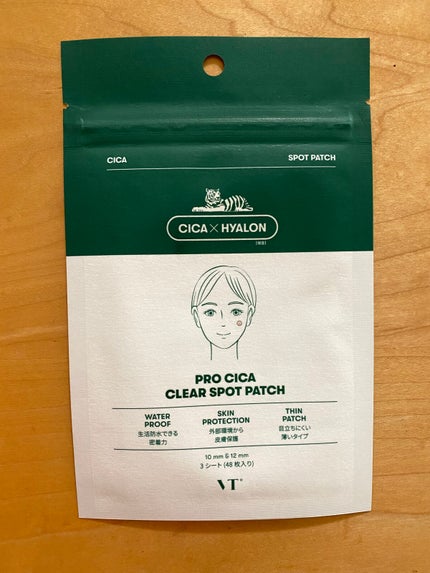 CICA SPOT PATCH
CICA × HYALON
PRO CICA
CLEAR SPOT PATCH
WATER PROOF
生活防水できる
密着力
SKIN PROTECTION
外部環境から
皮膚保護
THIN PATCH
目立ちにくい
薄いタイプ
10 mm & 12 mm
3 シート (48 枚入り)
VT®